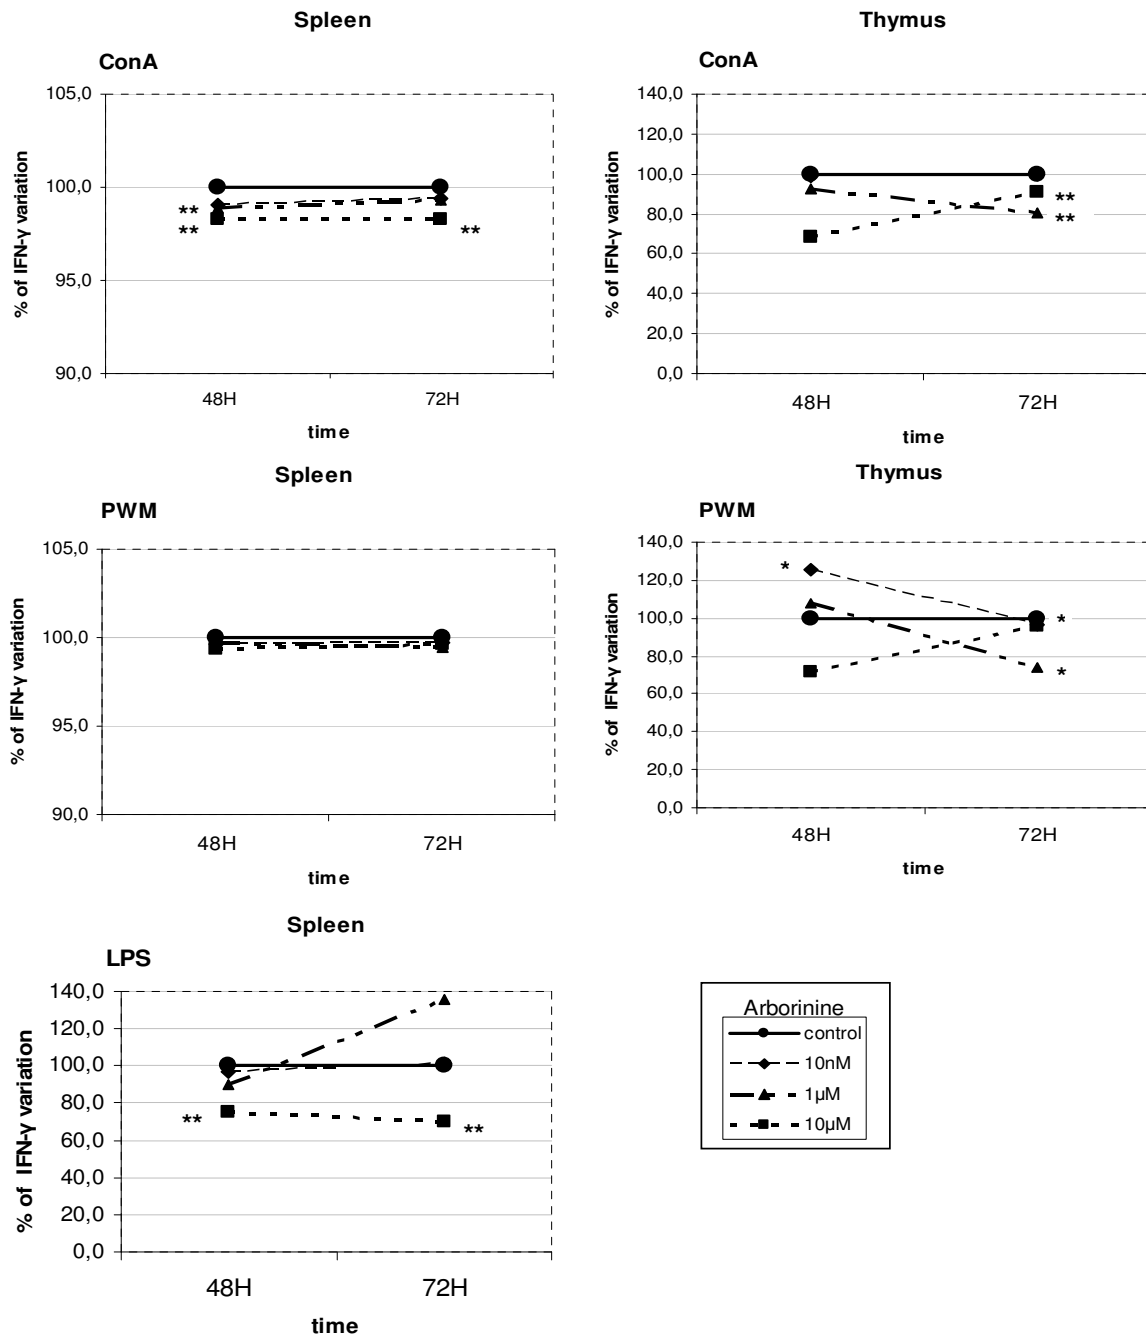 Spleen
ConA
% of IFN-γ variation
105,0
100,0
95,0
90,0
**
**
**
48H 72H
time
Thymus
ConA
% of IFN-γ variation
140,0
120,0
100,0
80,0
60,0
40,0
20,0
0,0
**
**
48H 72H
time
Spleen
PWM
% of IFN-γ variation
105,0
100,0
95,0
90,0
48H 72H
time
Thymus
PWM
% of IFN-γ variation
140,0
120,0
100,0
80,0
60,0
40,0
20,0
0,0
*
*
*
48H 72H
time
Spleen
LPS
% of IFN-γ variation
140,0
120,0
100,0
80,0
60,0
40,0
20,0
0,0
**
**
48H 72H
time
Arborinine
control
10nM
1µM
10µM